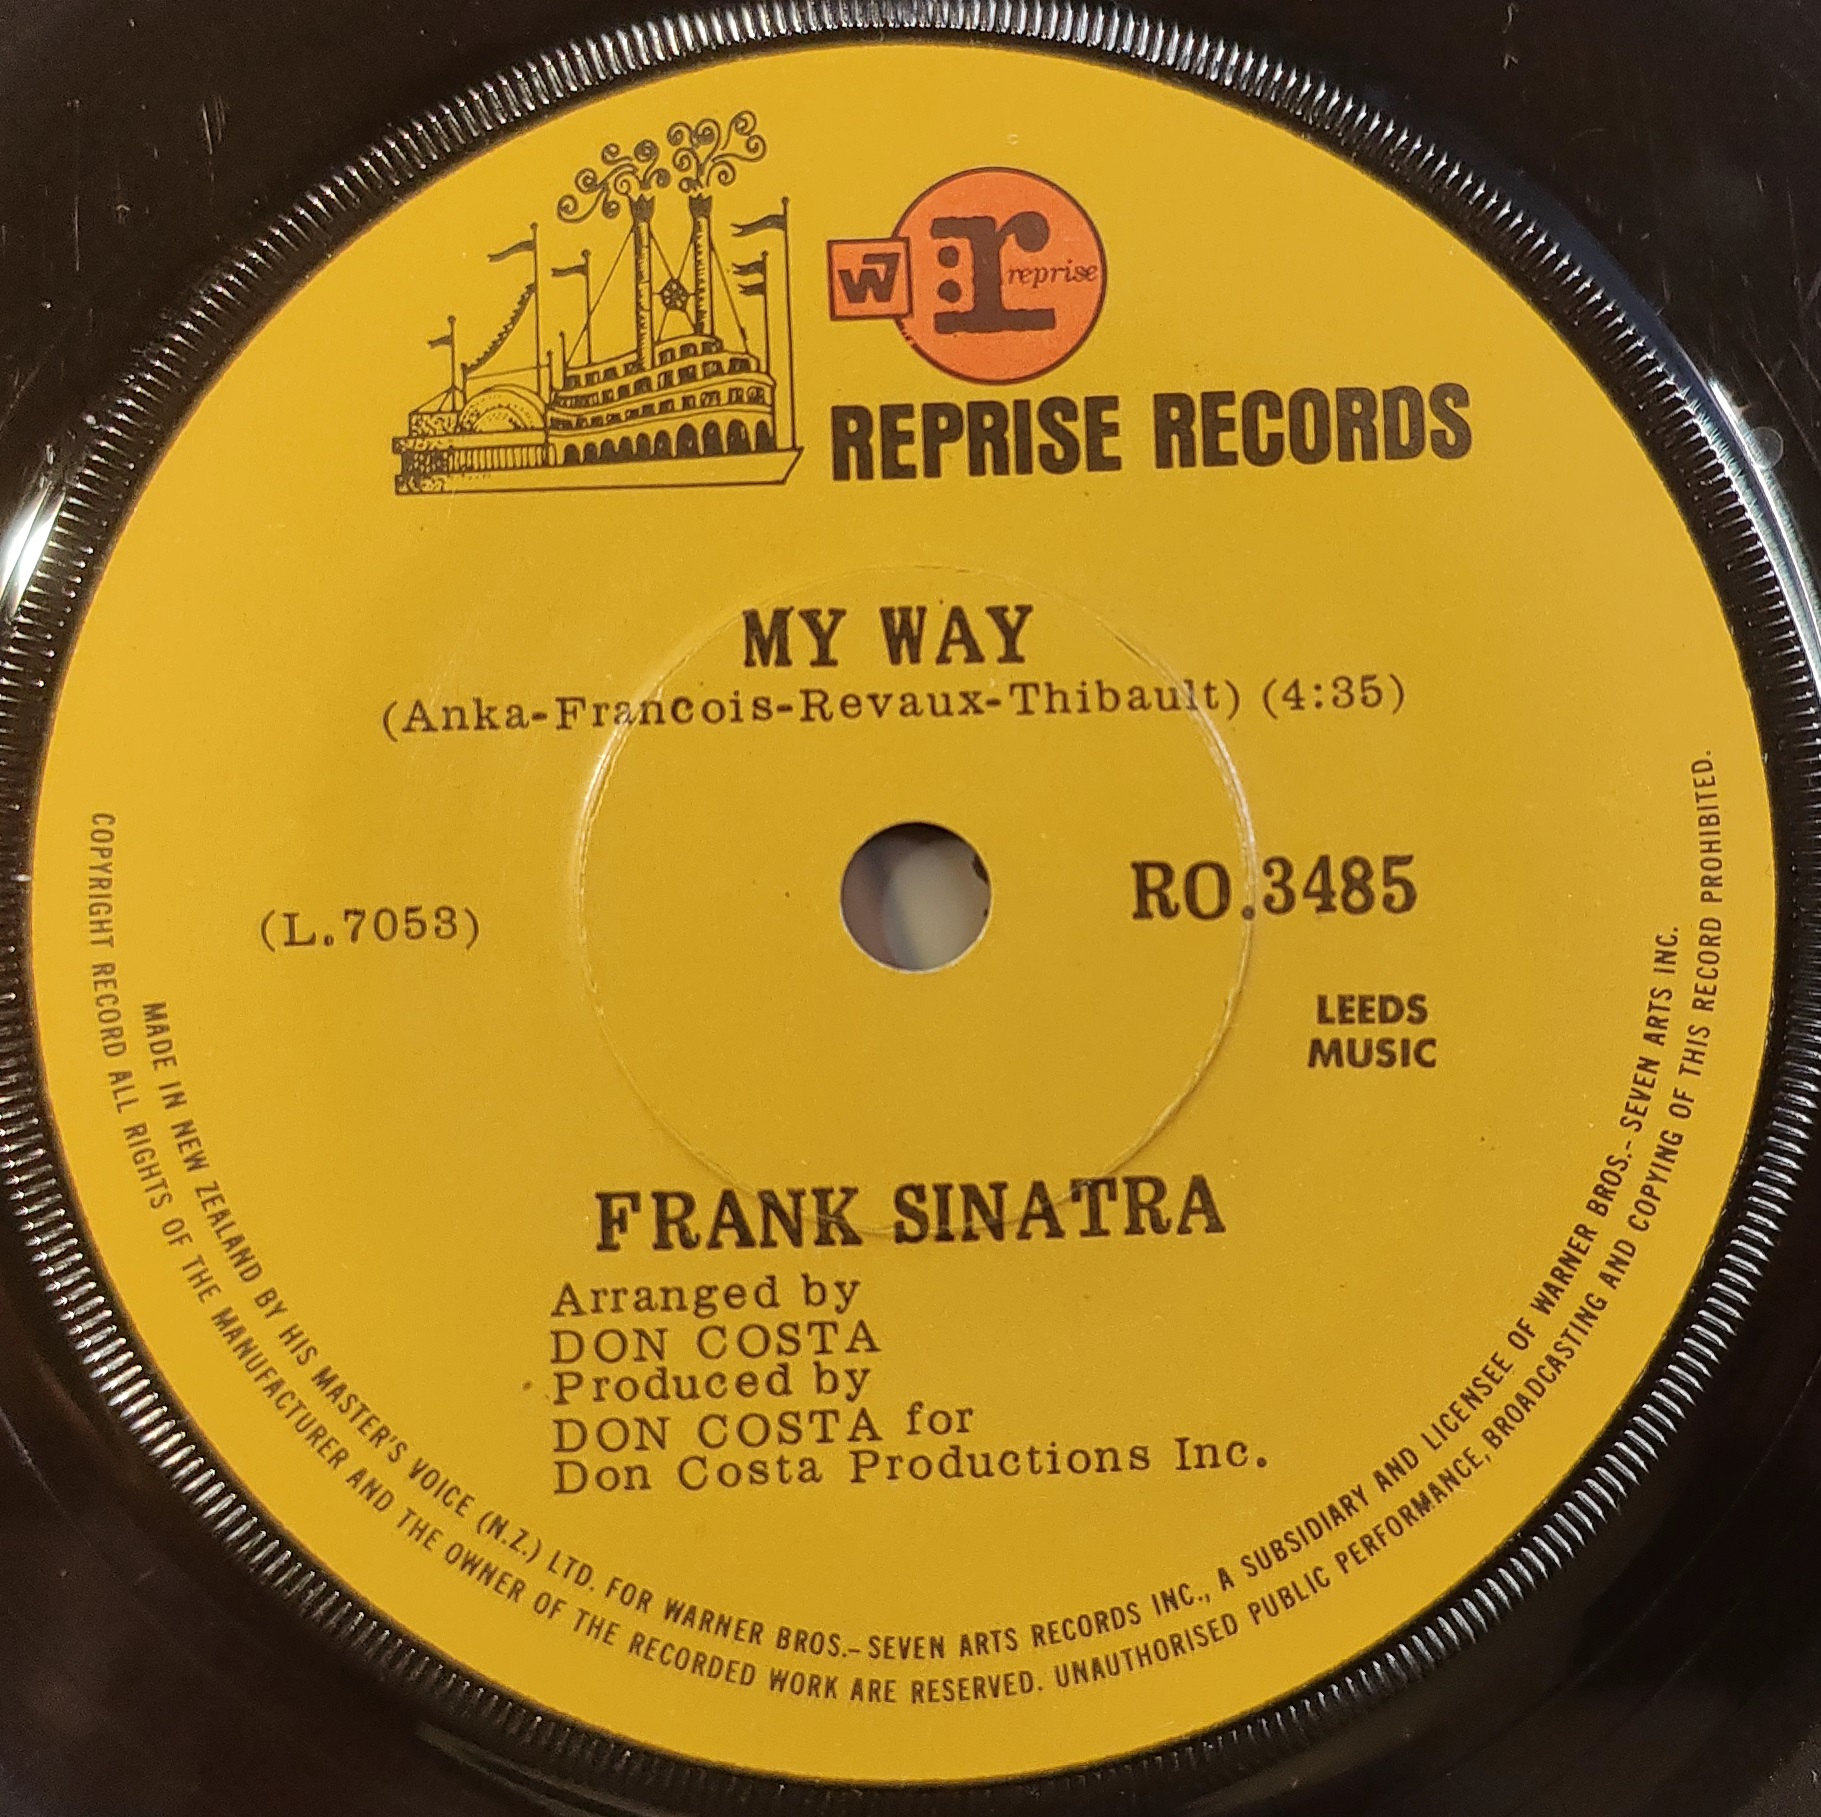 W7
r
reprise
REPRISE RECORDS
MY WAY
(Anka-Francois-Revaux-Thibault) (4:35)
(L.7053)
RO.3485
LEEDS
MUSIC
FRANK SINATRA
Arranged by
DON COSTA
Produced by
DON COSTA for
Don Costa Productions Inc.
MADE IN NEW ZEALAND BY HIS MASTER'S VOICE (N.Z.) LTD. FOR WARNER BROS.-SEVEN ARTS RECORDS INC., A SUBSIDIARY AND LICENSEE OF WARNER BROS.-SEVEN ARTS INC.
COPYRIGHT RECORD ALL RIGHTS OF THE MANUFACTURER AND THE OWNER OF THE RECORDED WORK ARE RESERVED. UNAUTHORISED PUBLIC PERFORMANCE, BROADCASTING AND COPYING OF THIS RECORD PROHIBITED.